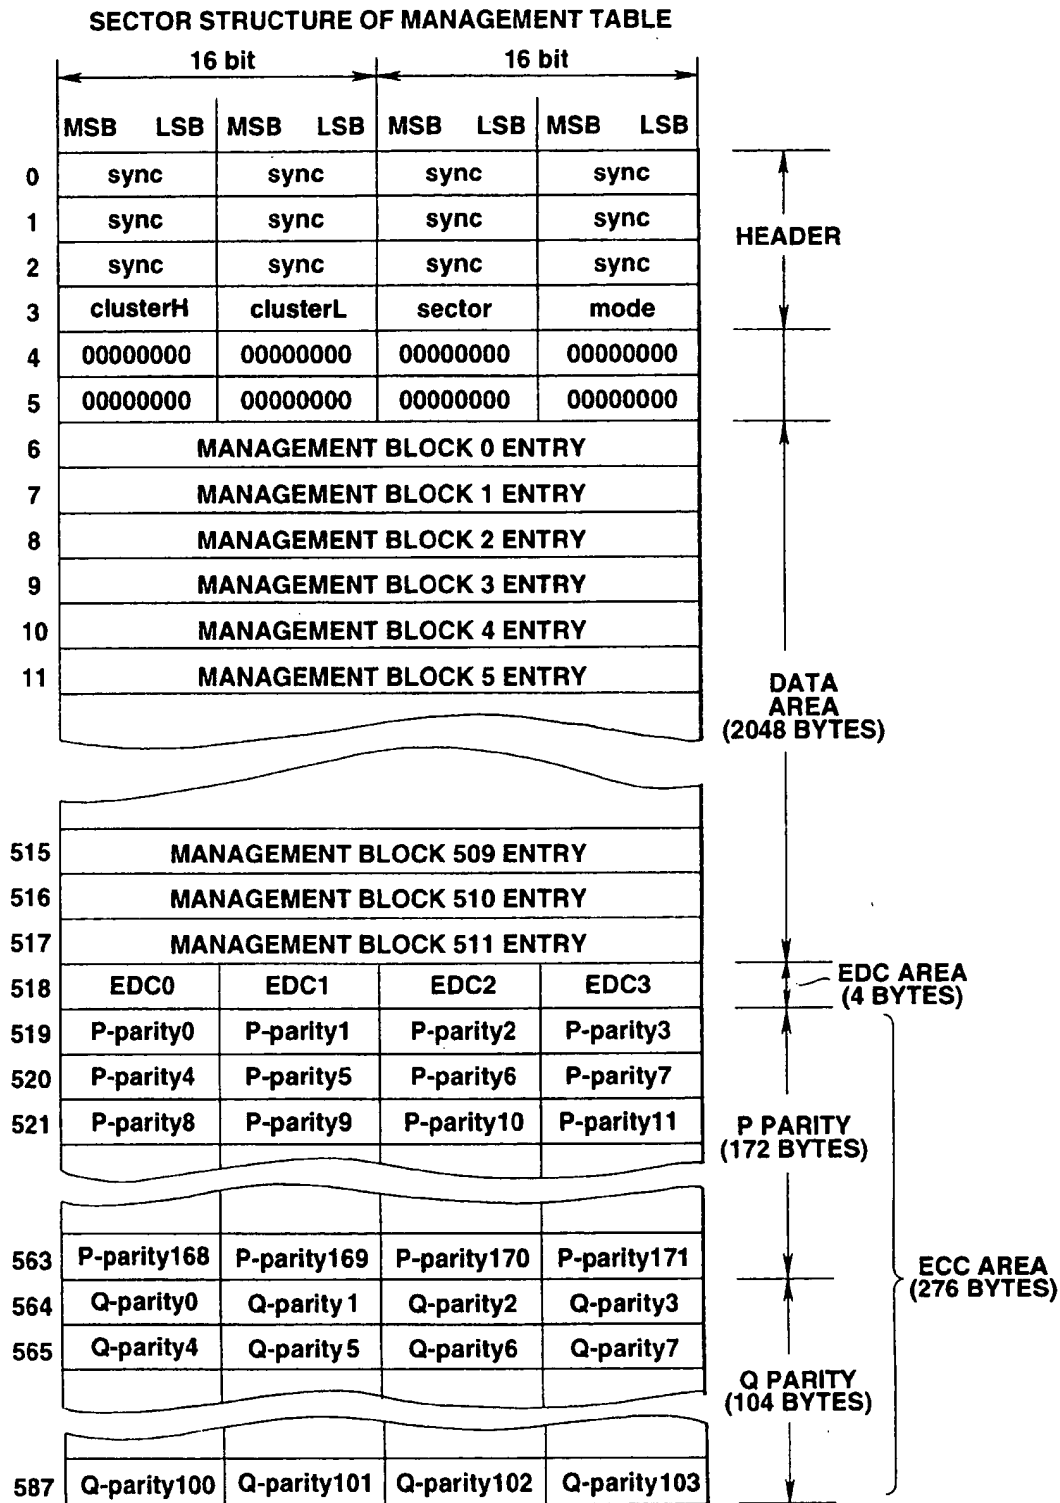 SECTOR STRUCTURE OF MANAGEMENT TABLE
16 bit 16 bit
MSB LSB MSB LSB MSB LSB MSB LSB
0 sync sync sync sync
1 sync sync sync sync
HEADER
2 sync sync sync sync
3 clusterH clusterL sector mode
4 00000000 00000000 00000000 00000000
5 00000000 00000000 00000000 00000000
6 MANAGEMENT BLOCK 0 ENTRY
7 MANAGEMENT BLOCK 1 ENTRY
8 MANAGEMENT BLOCK 2 ENTRY
9 MANAGEMENT BLOCK 3 ENTRY
10 MANAGEMENT BLOCK 4 ENTRY
11 MANAGEMENT BLOCK 5 ENTRY
DATA
AREA
(2048 BYTES)
515 MANAGEMENT BLOCK 509 ENTRY
516 MANAGEMENT BLOCK 510 ENTRY
517 MANAGEMENT BLOCK 511 ENTRY
518 EDC0 EDC1 EDC2 EDC3
EDC AREA
(4 BYTES)
519 P-parity0 P-parity1 P-parity2 P-parity3
520 P-parity4 P-parity5 P-parity6 P-parity7
521 P-parity8 P-parity9 P-parity10 P-parity11
P PARITY
(172 BYTES)
563 P-parity168 P-parity169 P-parity170 P-parity171
ECC AREA
(276 BYTES)
564 Q-parity0 Q-parity1 Q-parity2 Q-parity3
565 Q-parity4 Q-parity5 Q-parity6 Q-parity7
Q PARITY
(104 BYTES)
587 Q-parity100 Q-parity101 Q-parity102 Q-parity103